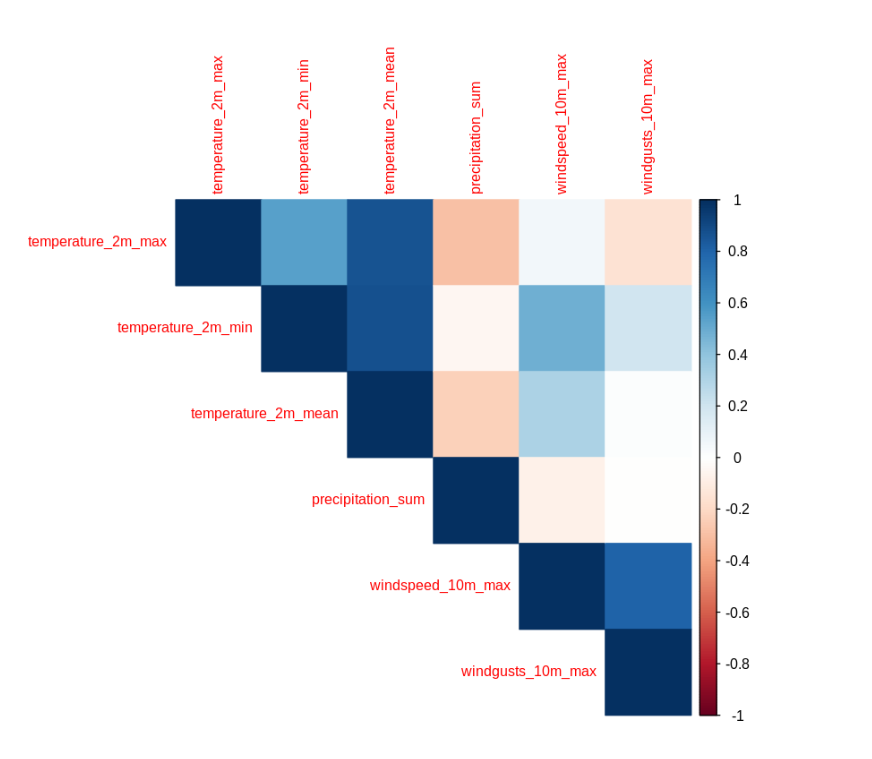 temperature_2m_max
temperature_2m_min
temperature_2m_mean
precipitation_sum
windspeed_10m_max
windgusts_10m_max
temperature_2m_max
temperature_2m_min
temperature_2m_mean
precipitation_sum
windspeed_10m_max
windgusts_10m_max
1
0.8
0.6
0.4
0.2
0
-0.2
-0.4
-0.6
-0.8
-1